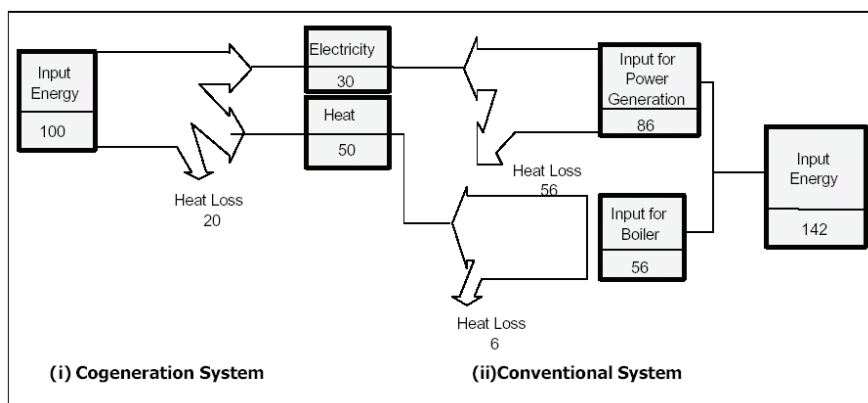 Input
Energy
100
Heat Loss
20
Electricity
30
Heat
50
Input for
Power
Generation
86
Heat Loss
56
Input for
Boiler
56
Heat Loss
6
Input
Energy
142
(i) Cogeneration System
(ii)Conventional System